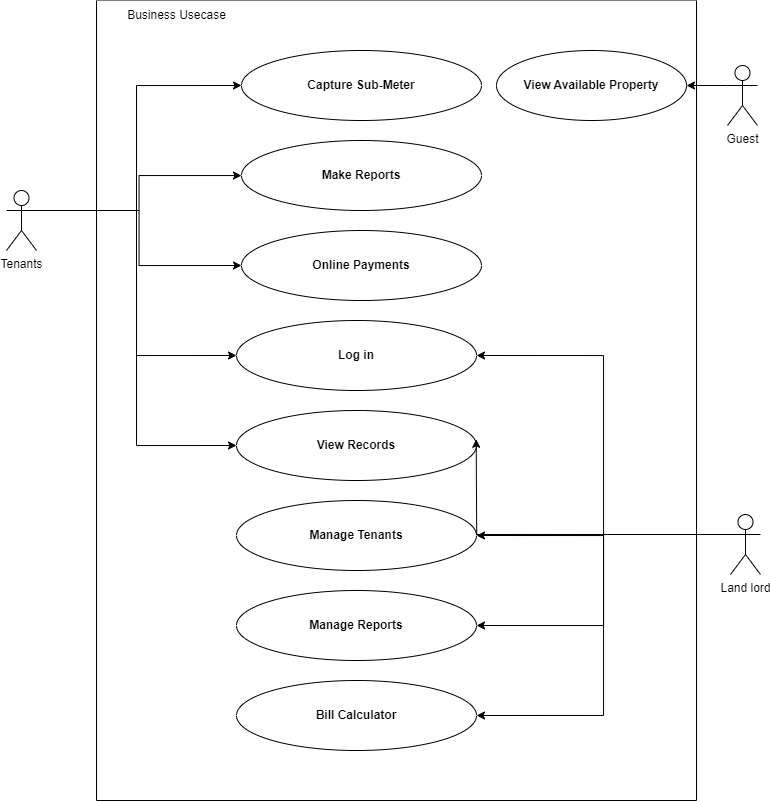 Business Usecase
Capture Sub-Meter
View Available Property
Guest
Make Reports
Tenants
Online Payments
Log in
View Records
Manage Tenants
Land lord
Manage Reports
Bill Calculator